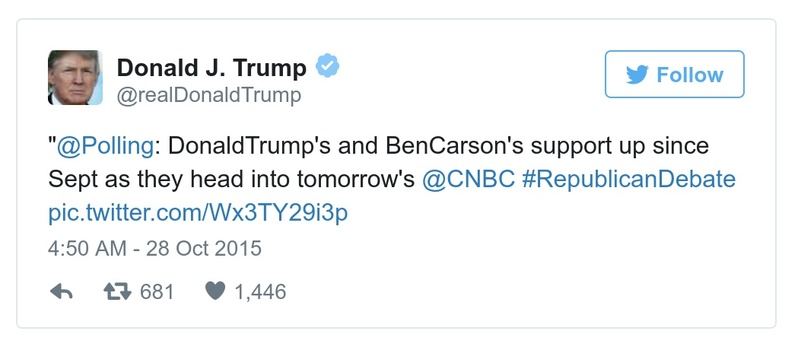 Donald J. Trump
@realDonaldTrump
Follow
"@Polling: DonaldTrump's and BenCarson's support up since
Sept as they head into tomorrow's @CNBC #RepublicanDebate
pic.twitter.com/Wx3TY29i3p
4:50 AM - 28 Oct 2015
681 1,446